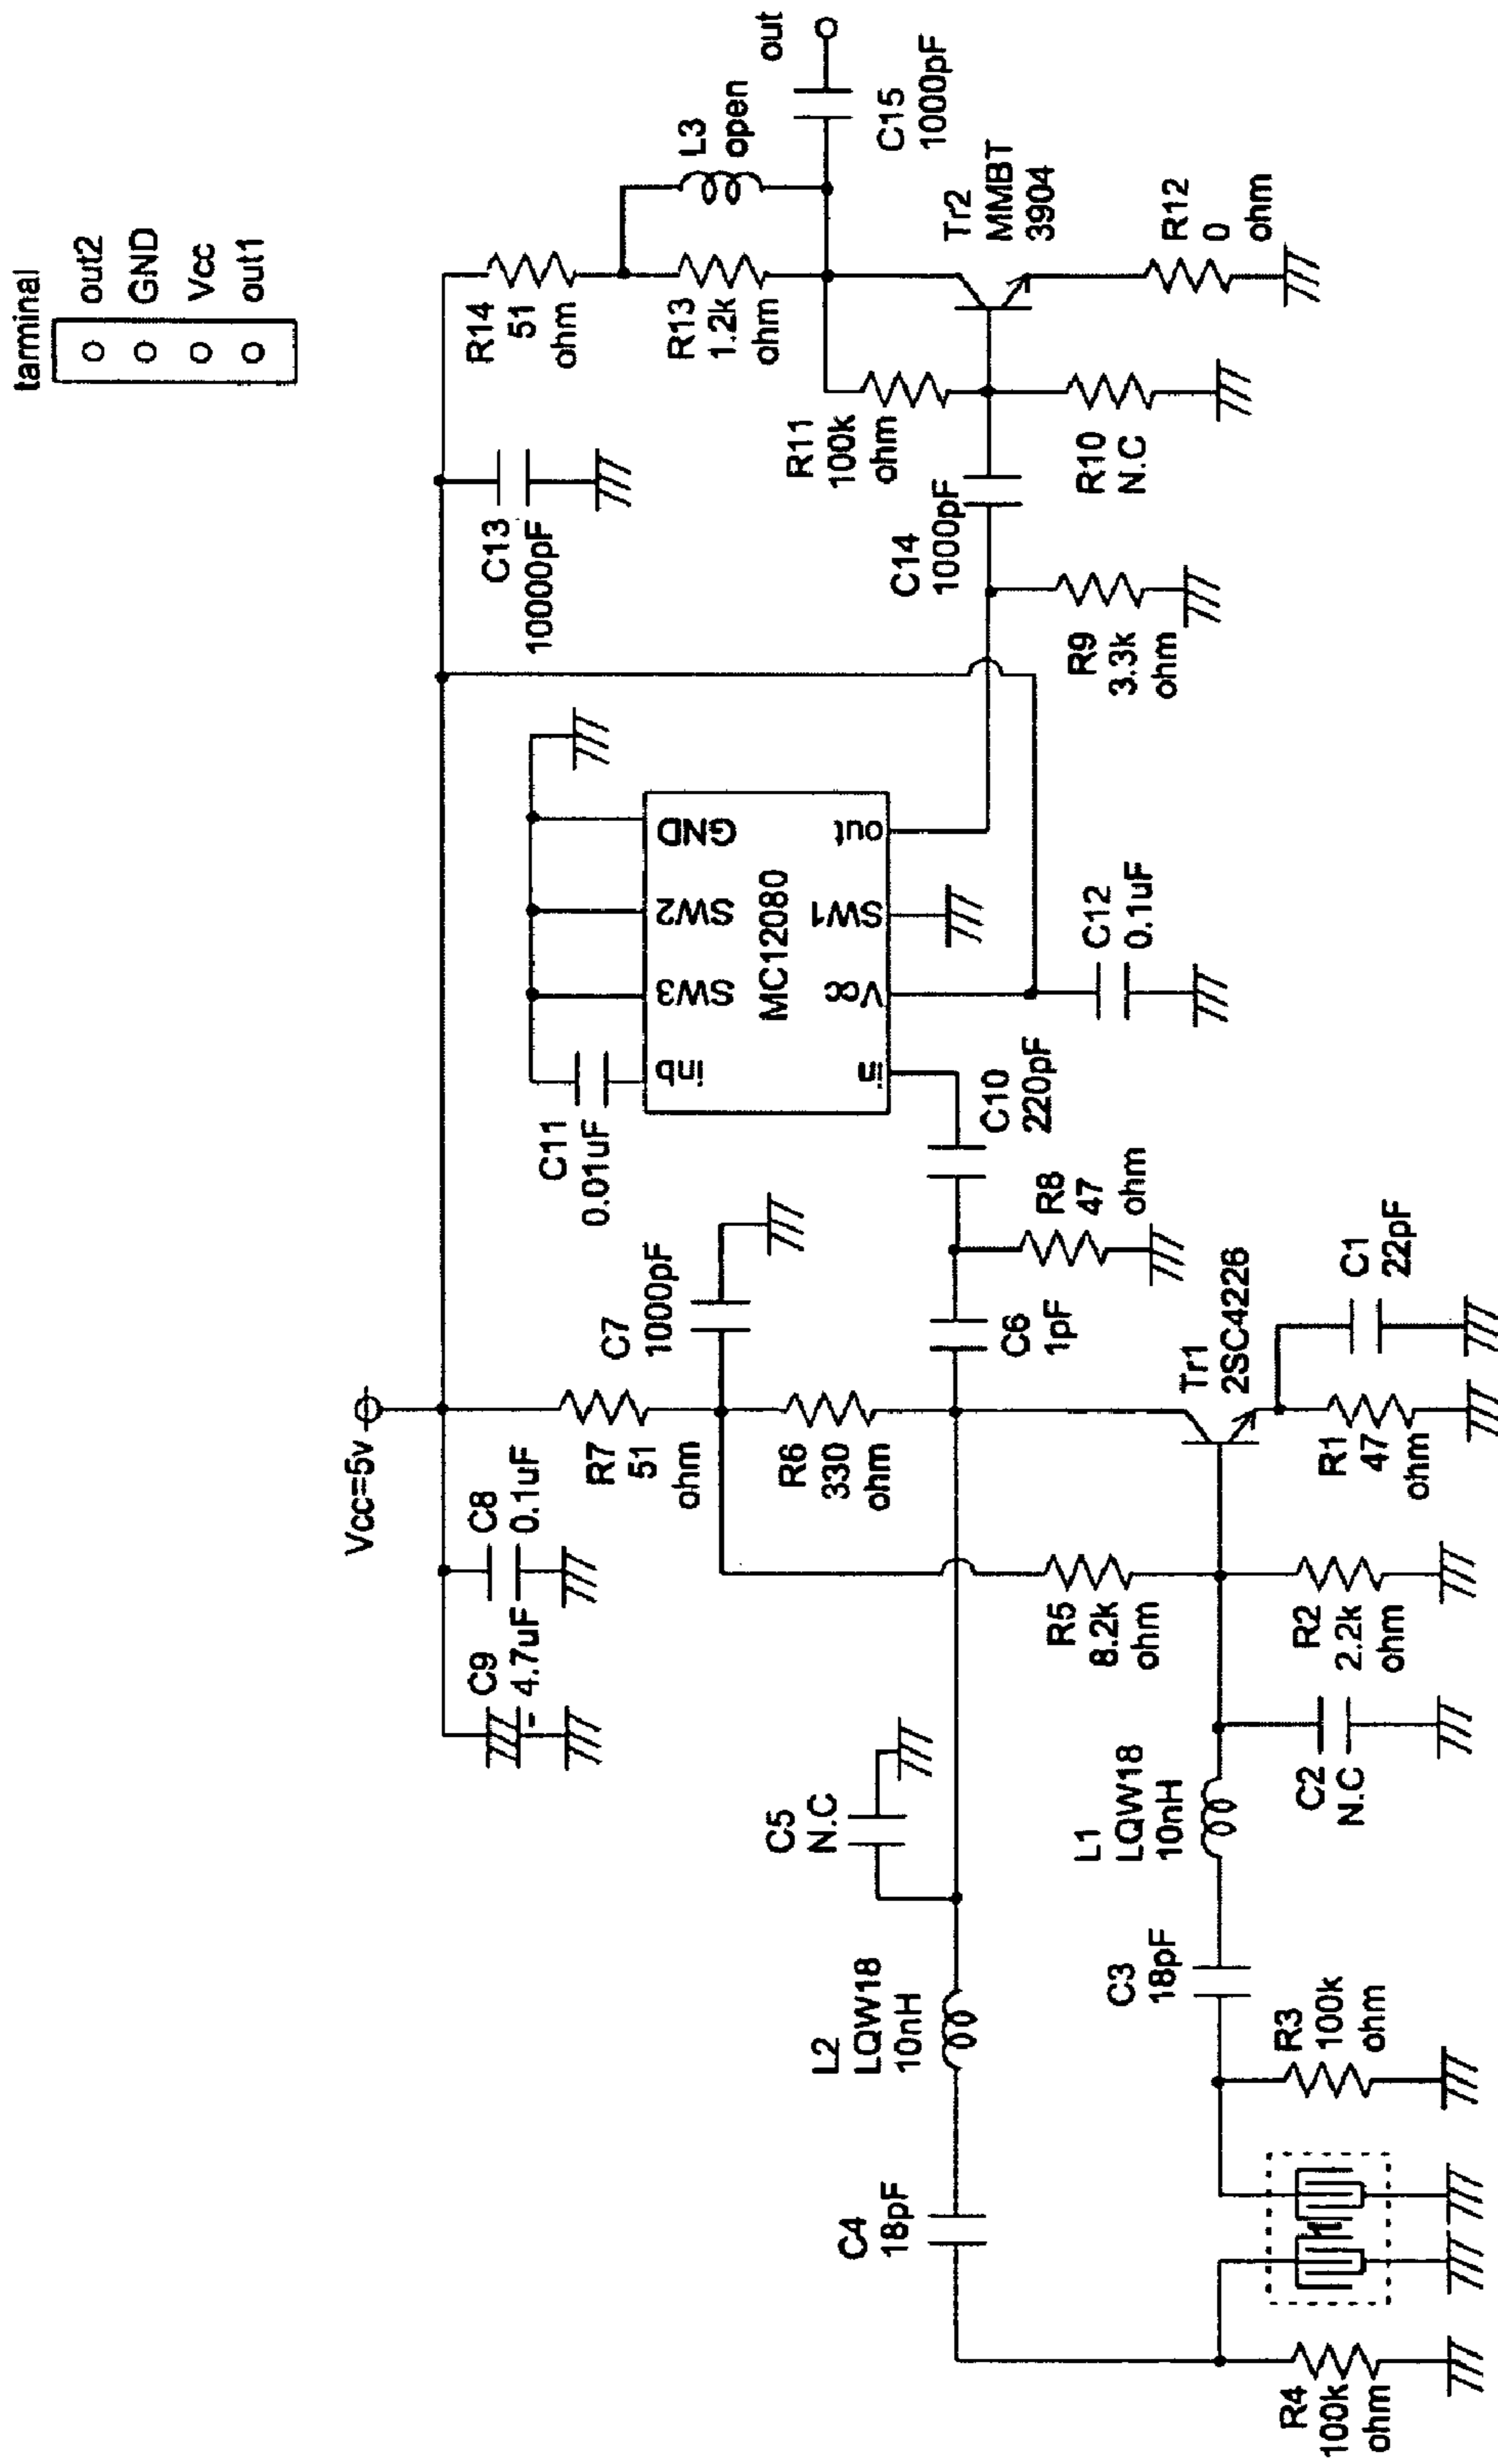 tarminal
out2
GND
Vcc
out1
Vcc=5v
C9
4.7uF
-
C8
0.1uF
R7
51
ohm
C7
1000pF
R6
330
ohm
C11
0.01uF
inb
SW3
SW2
GND
MC12080
in
Vcc
SW1
out
C13
10000pF
R14
51
ohm
R13
1.2k
ohm
L3
open
out
C15
1000pF
R11
100k
ohm
C14
1000pF
R10
N.C
Tr2
MMBT
3904
R12
0
ohm
R9
3.3k
ohm
C12
0.1uF
C10
220pF
R8
47
ohm
C6
1pF
Tr1
2SC4226
C1
22pF
R1
47
ohm
R5
8.2k
ohm
R2
2.2k
ohm
C5
N.C
L1
LQW18
10nH
C2
N.C
L2
LQW18
10nH
C3
18pF
R3
100k
ohm
C4
18pF
1
R4
100k
ohm